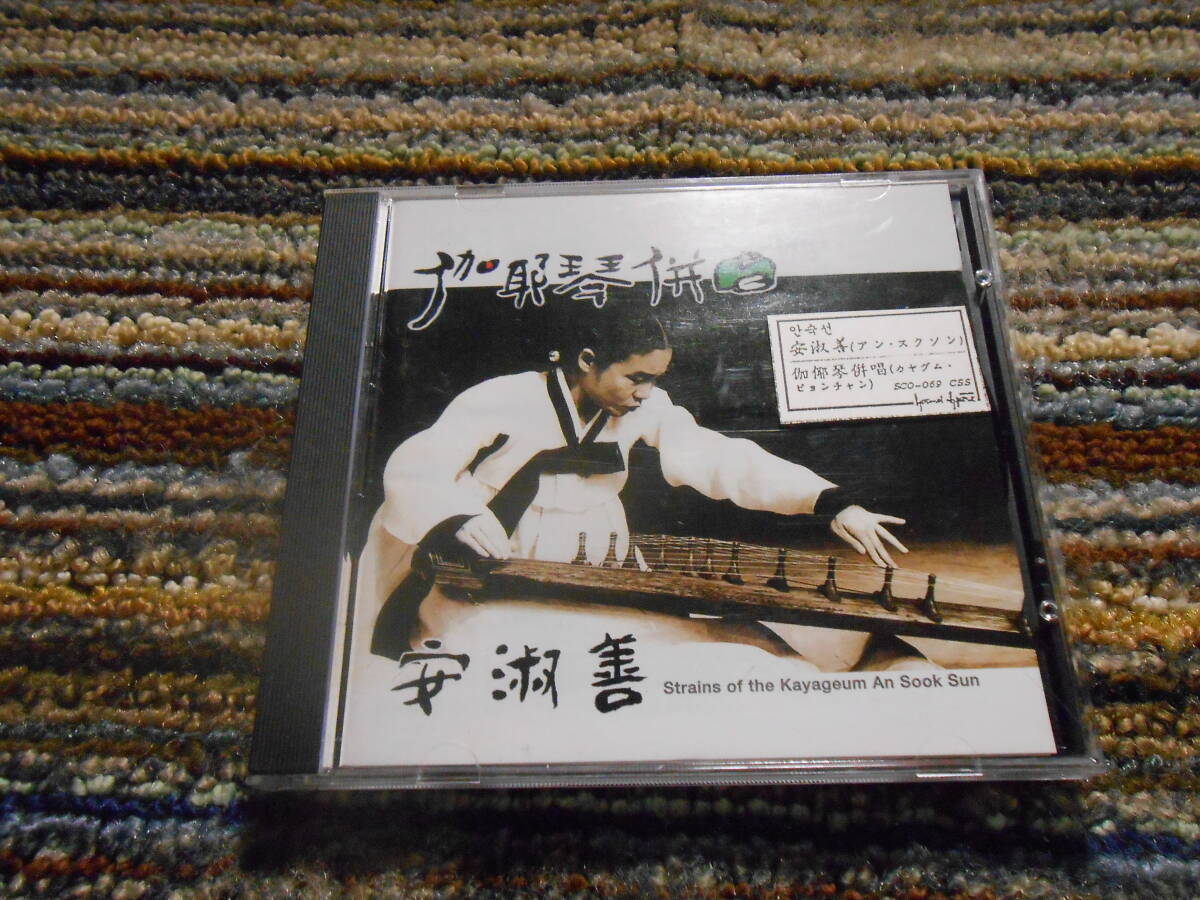 伽耶琴併唱
안숙선
安淑善(アン・スクソン)
伽倻琴併唱(カヤグム・
ビョンチャン) SCO-069 CSS
安淑善
Strains of the Kayageum An Sook Sun